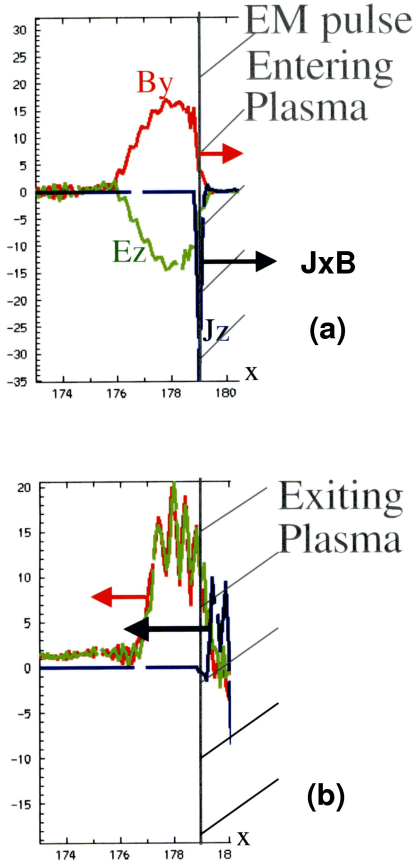 30
25
20
15
10
5
0
-5
-10
-15
-20
-25
-30
-35
174
176
178
180
x
By
Ez
Jz
EM pulse
Entering
Plasma
JxB
(a)
20
15
10
5
0
-5
-10
-15
174
176
178
18
x
Exiting
Plasma
(b)